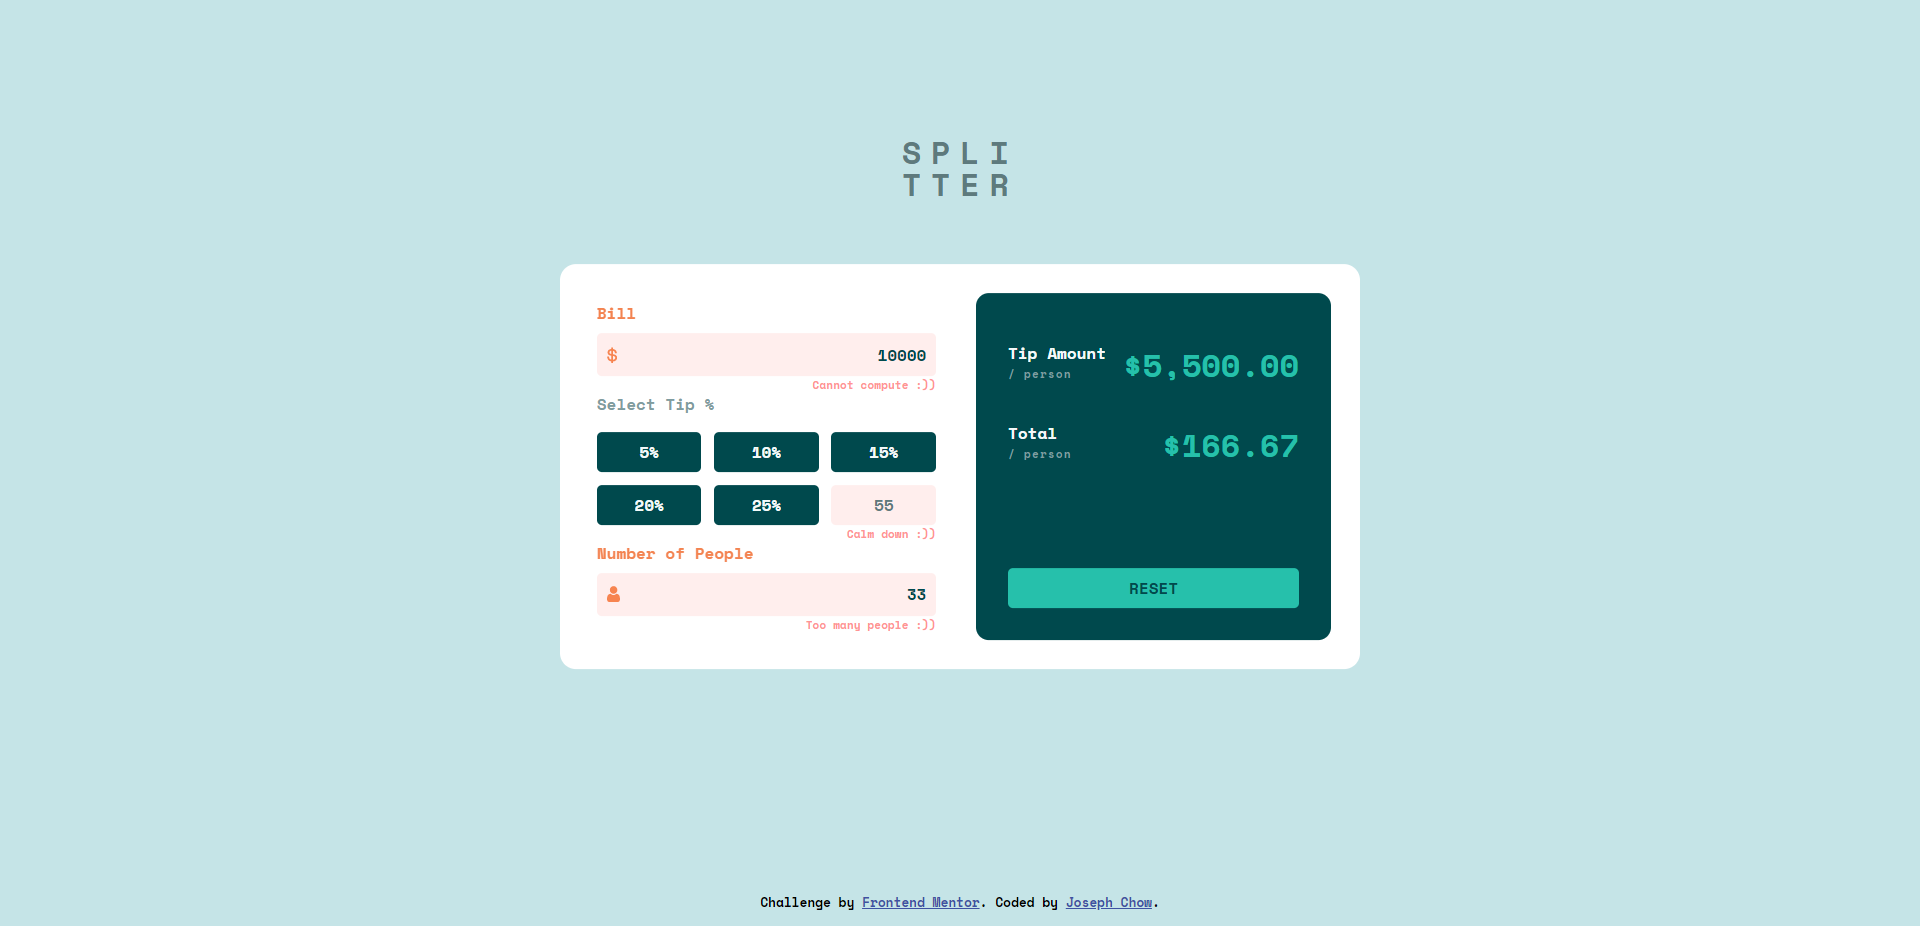 SPLI
TTER
Bill
$ 10000
Cannot compute :))
Select Tip %
5% 10% 15%
20% 25% 55
Calm down :))
Number of People
33
Too many people :))
Tip Amount
/ person
$5,500.00
Total
/ person
$166.67
RESET
Challenge by Frontend Mentor. Coded by Joseph Chow.